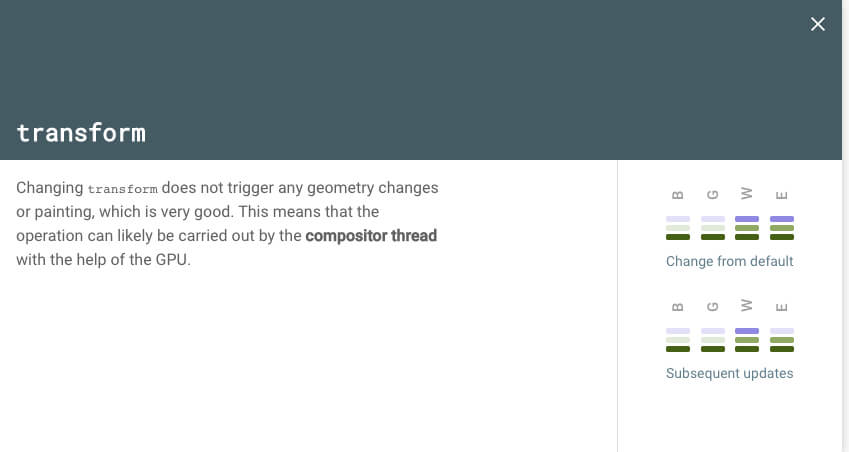 transform
Changing transform does not trigger any geometry changes
or painting, which is very good. This means that the
operation can likely be carried out by the compositor thread
with the help of the GPU.
B G W E
Change from default
B G W E
Subsequent updates